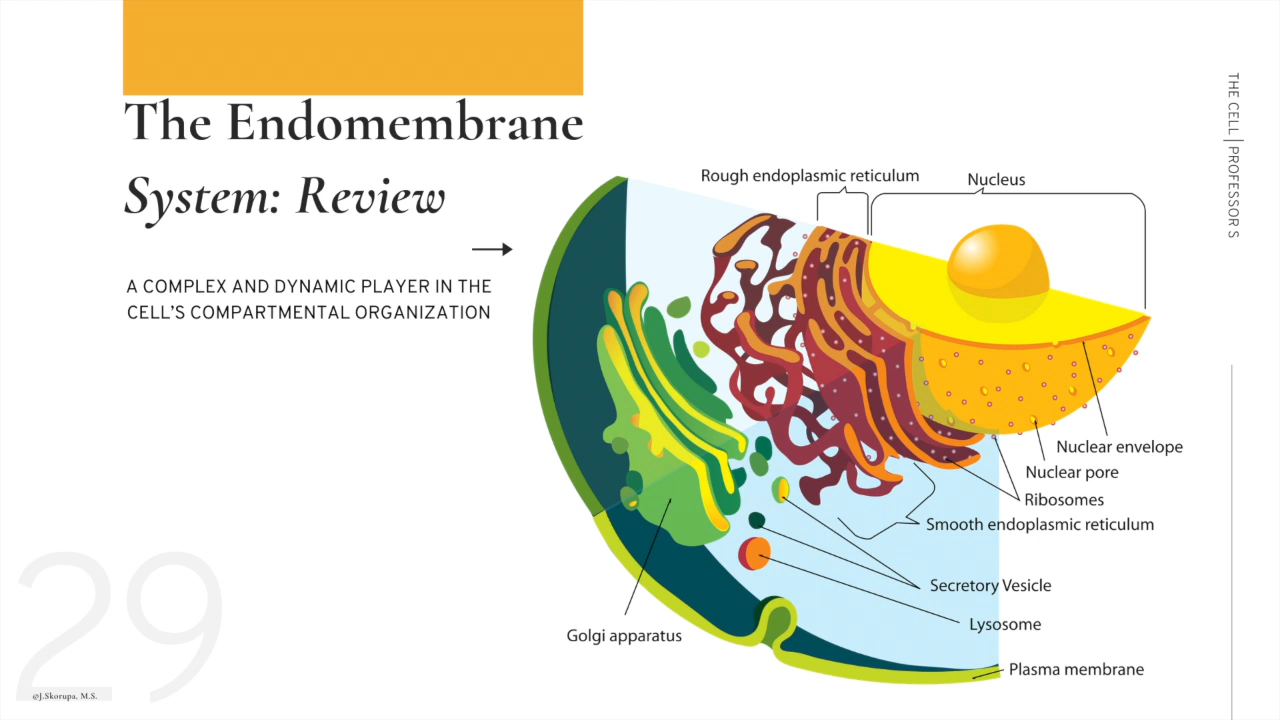 The Endomembrane
System: Review
A COMPLEX AND DYNAMIC PLAYER IN THE
CELL’S COMPARTMENTAL ORGANIZATION
Rough endoplasmic reticulum
Nucleus
Nuclear envelope
Nuclear pore
Ribosomes
Smooth endoplasmic reticulum
Secretory Vesicle
Lysosome
Golgi apparatus
Plasma membrane
THE CELL | PROFESSORS
29
@J.Skorupa, M.S.